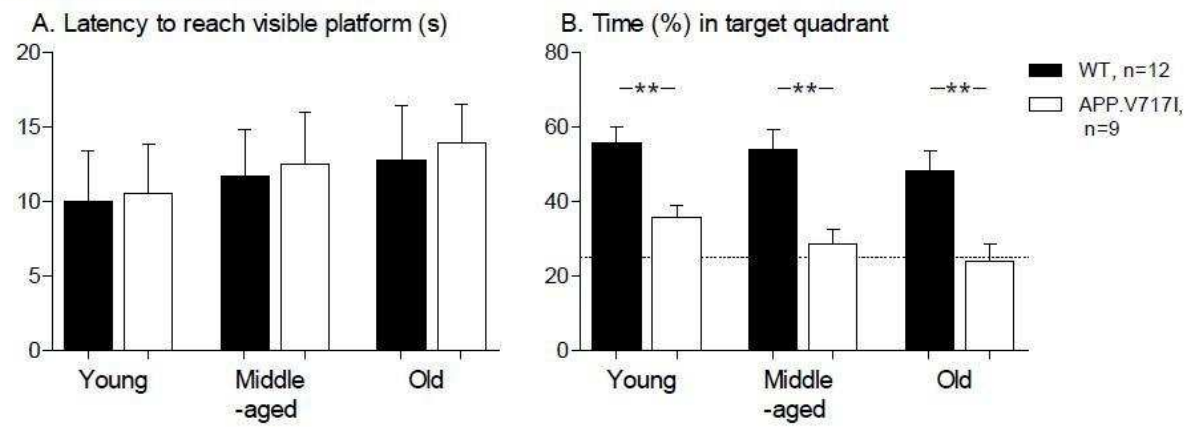 A. Latency to reach visible platform (s)
20
15
10
5
0
Young
Middle
-aged
Old
B. Time (%) in target quadrant
80
60
40
20
0
**
**
**
Young
Middle
-aged
Old
WT, n=12
APP.V717I,
n=9